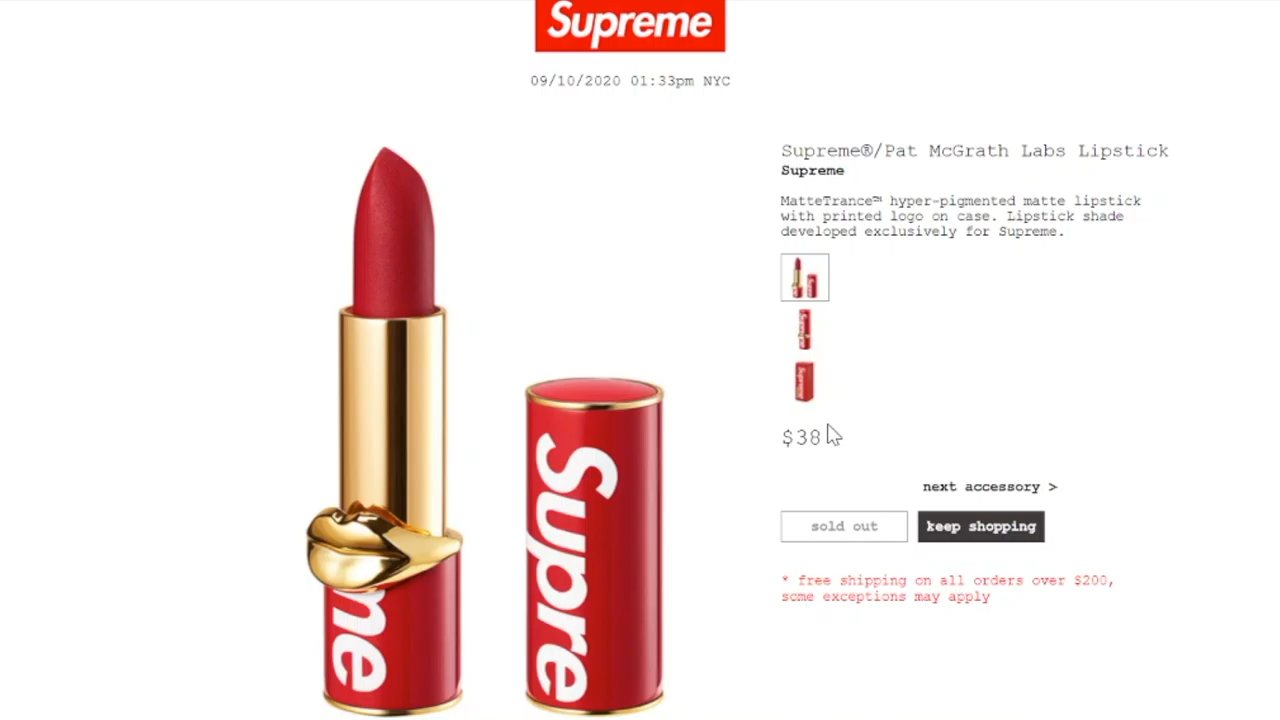 Supreme
09/10/2020 01:33pm NYC
Supreme®/Pat McGrath Labs Lipstick
Supreme
MatteTrance™ hyper-pigmented matte lipstick
with printed logo on case. Lipstick shade
developed exclusively for Supreme.
$38
next accessory >
sold out
keep shopping
* free shipping on all orders over $200,
some exceptions may apply
me
Supre